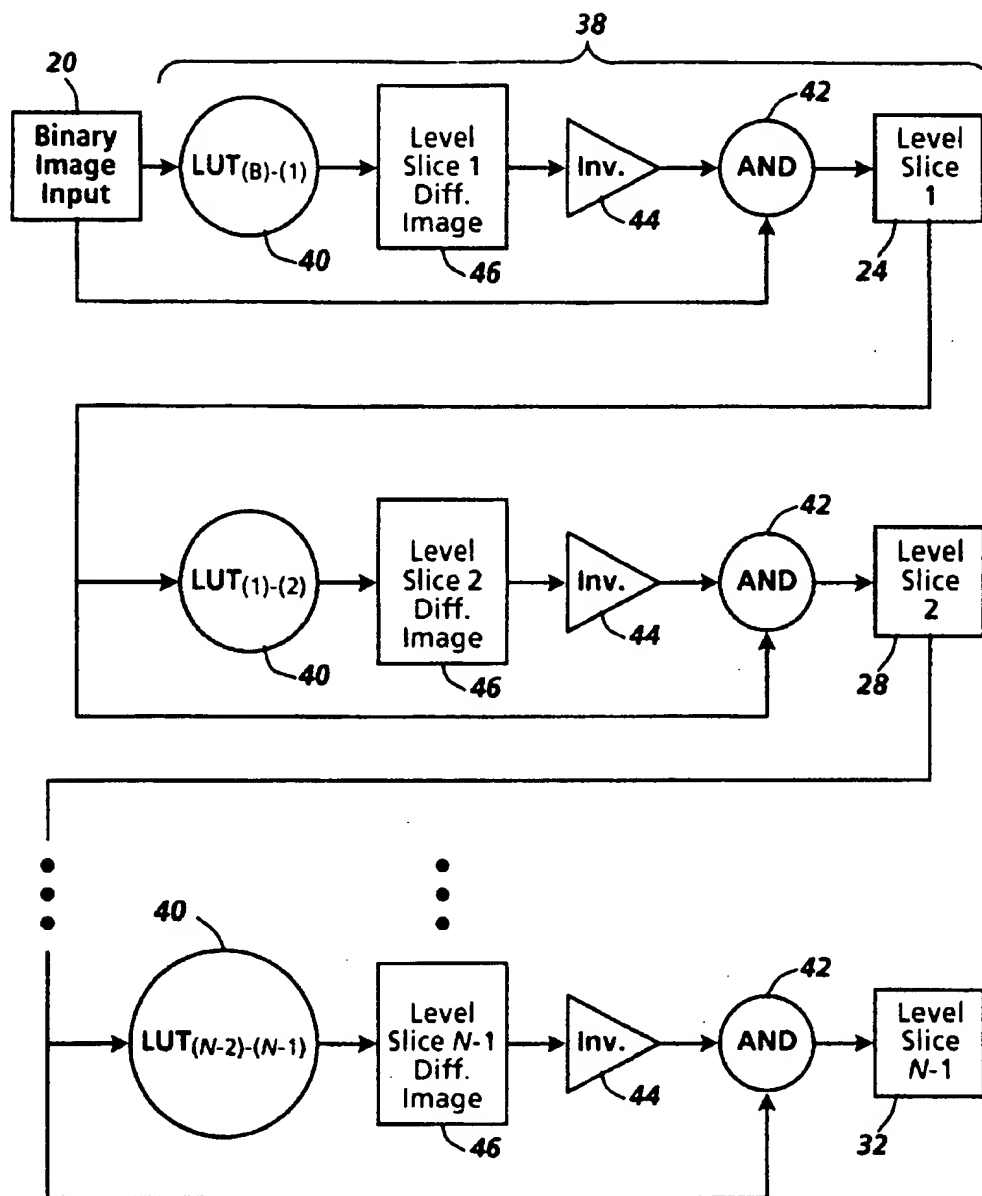 38
20
Binary
Image
Input
LUT(B)-(1)
40
Level
Slice 1
Diff.
Image
46
Inv.
44
42
AND
Level
Slice
1
24
LUT(1)-(2)
40
Level
Slice 2
Diff.
Image
46
Inv.
44
42
AND
Level
Slice
2
28
40
LUT(N-2)-(N-1)
Level
Slice N-1
Diff.
Image
46
Inv.
44
42
AND
Level
Slice
N-1
32